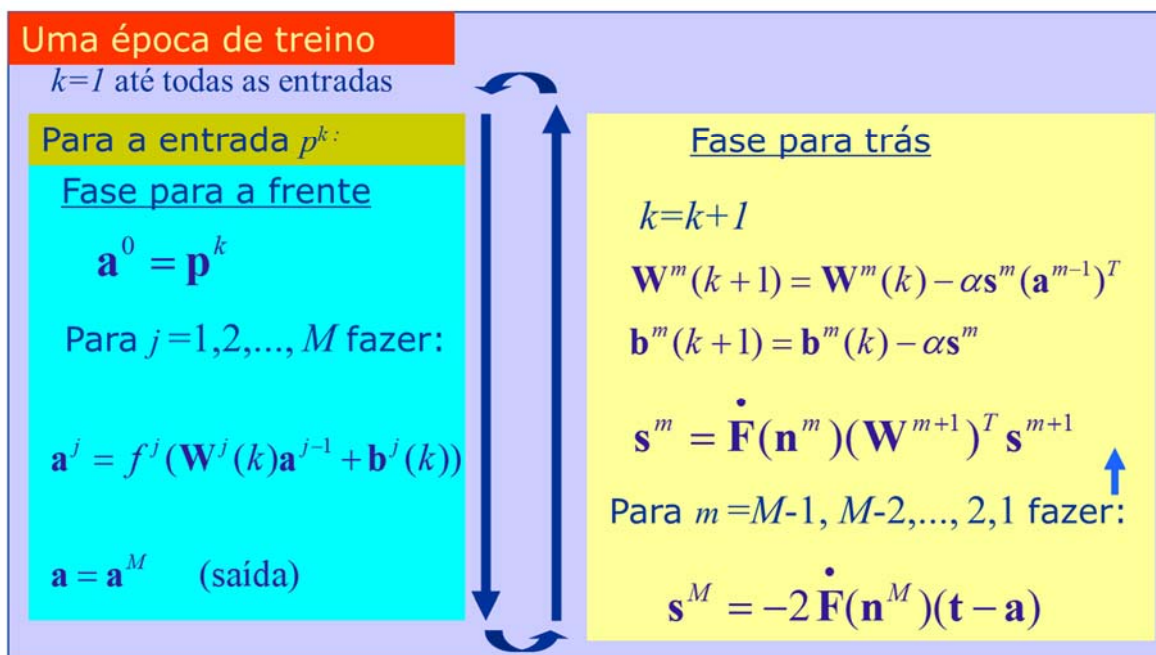 Uma época de treino
k=1 até todas as entradas
Para a entrada p^k:
Fase para a frente
a^0 = p^k
Para j=1,2,..., M fazer:
a^j = f^j(W^j(k)a^{j-1} + b^j(k))
a = a^M (saída)
Fase para trás
k=k+1
W^m(k+1) = W^m(k) − αs^m(a^{m-1})^T
b^m(k+1) = b^m(k) − αs^m
s^m = Ḟ(n^m)(W^{m+1})^T s^{m+1}
Para m=M-1, M-2,..., 2,1 fazer:
s^M = −2Ḟ(n^M)(t − a)